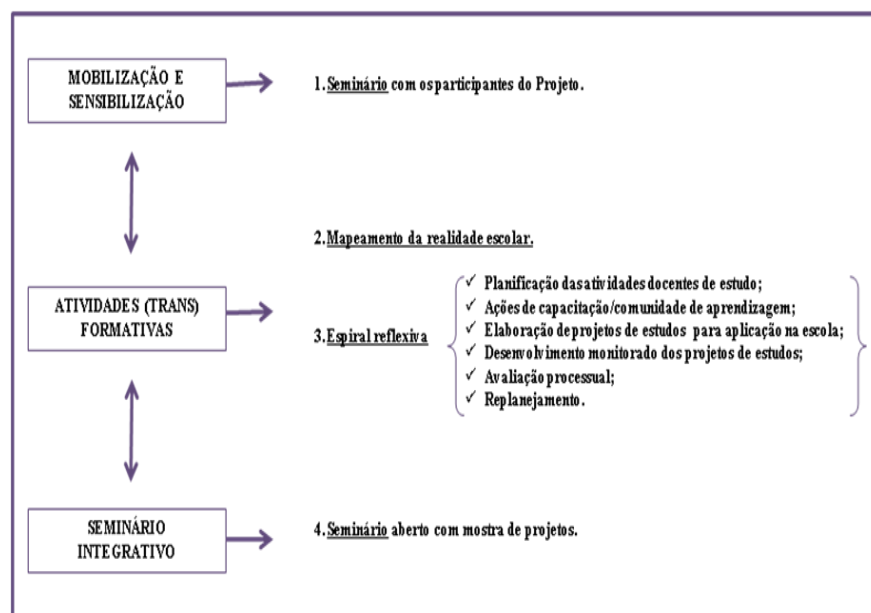 MOBILIZAÇÃO E
SENSIBILIZAÇÃO
1.Seminário com os participantes do Projeto.
2.Mapeamento da realidade escolar.
ATIVIDADES (TRANS)
FORMATIVAS
3.Espiral reflexiva
✓ Planificação das atividades docentes de estudo;
✓ Ações de capacitação/comunidade de aprendizagem;
✓ Elaboração de projetos de estudos para aplicação na escola;
✓ Desenvolvimento monitorado dos projetos de estudos;
✓ Avaliação processual;
✓ Replanejamento.
SEMINÁRIO
INTEGRATIVO
4.Seminário aberto com mostra de projetos.